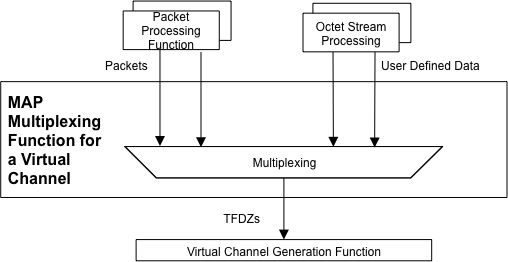 Packet
Processing
Function
Octet Stream
Processing
Packets
User Defined Data
MAP
Multiplexing
Function for
a Virtual
Channel
Multiplexing
TFDZs
Virtual Channel Generation Function